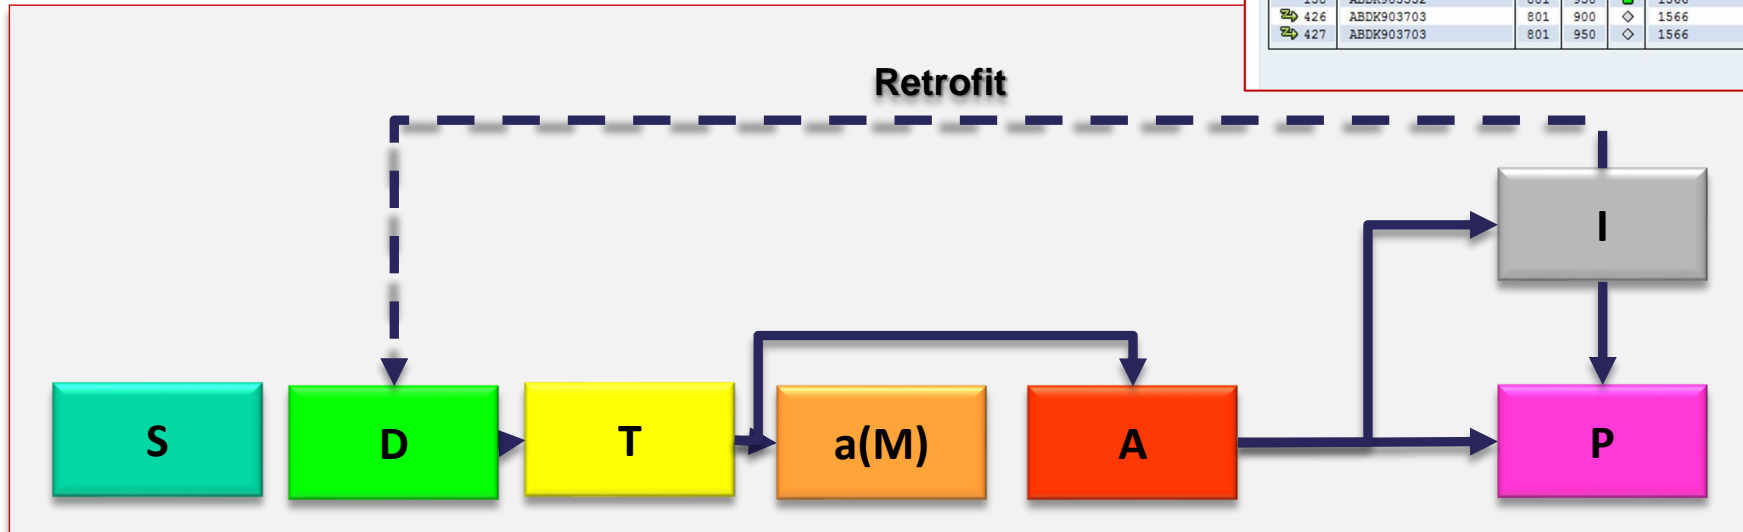 426 ABDK903703 801 900 1566
427 ABDK903703 801 950 1566
Retrofit
I
S D T a(M) A P